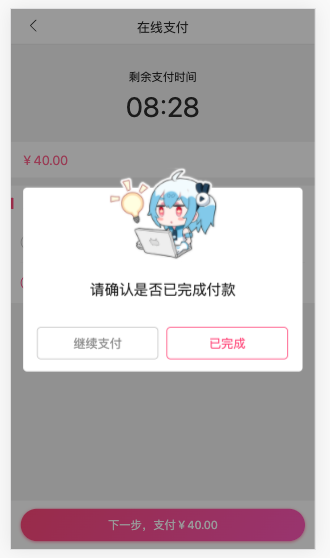 在线支付
剩余支付时间
08:28
¥ 40.00
请确认是否已完成付款
继续支付
已完成
下一步，支付 ¥ 40.00